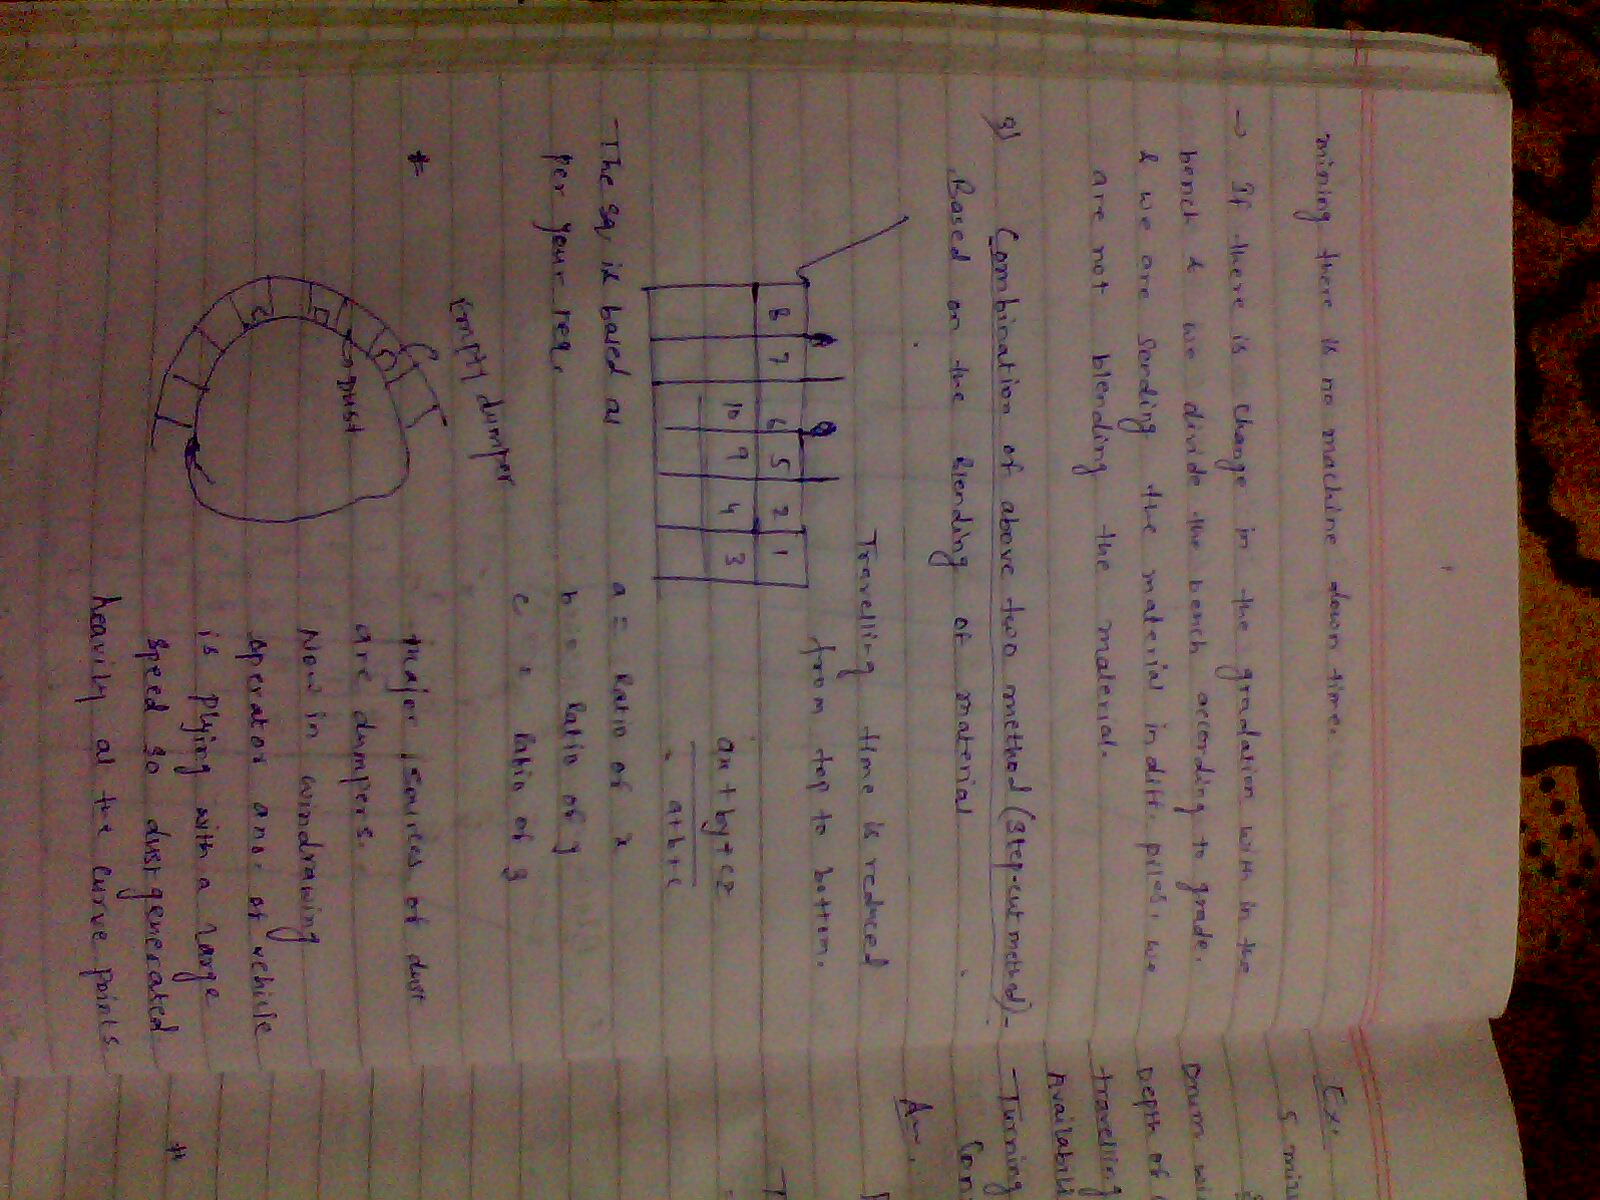 mining there is no machine down time.
→ If there is change in the gradation with in the
bench & we divide the bench according to grade.
& we are sending the material in diff. piles, we
are not blending the material.
3) Combination of above two method (Step-cut method)-
Based on the Blending of material
Travelling time is reduced
from top to bottom.
8 7 6 5 2 1
10 9 4 3
ax + by + cz
a+b+c
-The sq. is based as
per your req.
a = Ratio of x
b = Ratio of y
c = Ratio of z
#
Empty dumper
Dust
major sources of dust
are dumpers.
Now in windrawing
operator ano. of vehicle
is plying with a large
speed so dust generated
heavily at the curve points
Ex.
5
Drum wi
Depth of
travelling
Availabili
-Turning
Con
#